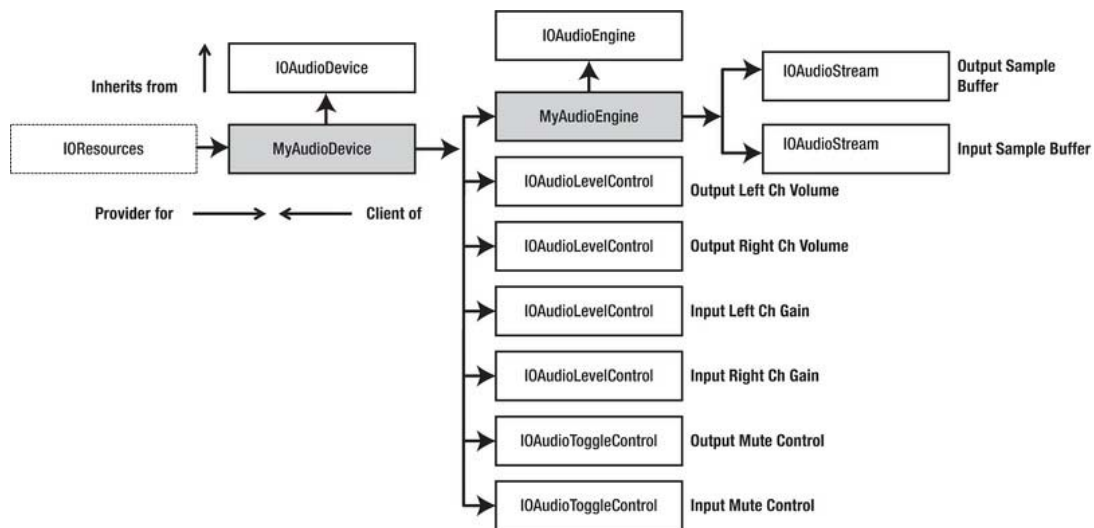 IOAudioEngine
IOAudioDevice
Inherits from
IOAudioStream
Output Sample
Buffer
IOResources
MyAudioDevice
MyAudioEngine
IOAudioStream
Input Sample Buffer
IOAudioLevelControl
Output Left Ch Volume
Provider for
Client of
IOAudioLevelControl
Output Right Ch Volume
IOAudioLevelControl
Input Left Ch Gain
IOAudioLevelControl
Input Right Ch Gain
IOAudioToggleControl
Output Mute Control
IOAudioToggleControl
Input Mute Control